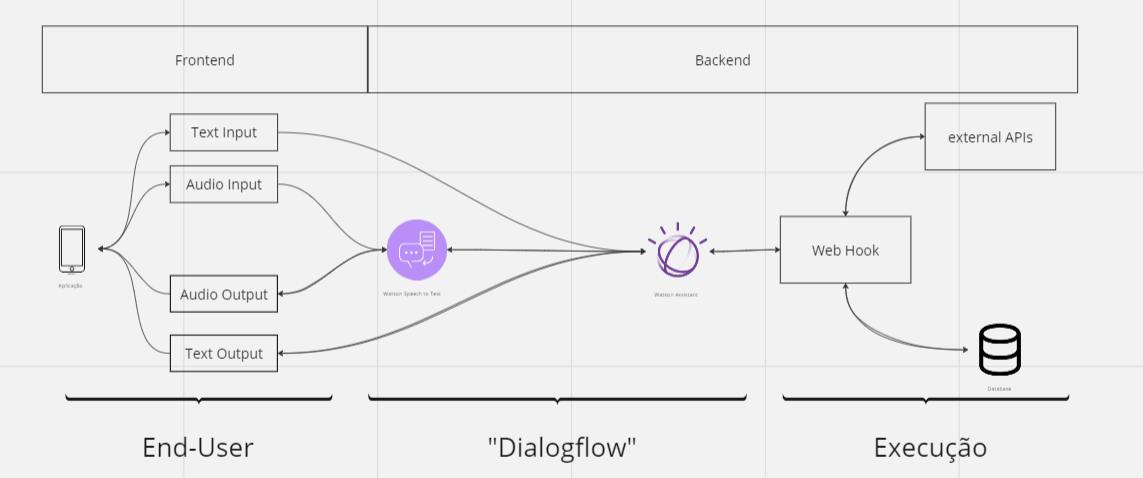 Frontend
Backend
Text Input
external APIs
Audio Input
Aplicação
Watson Speech to Text
Watson Assistant
Web Hook
Audio Output
Text Output
Database
End-User
"Dialogflow"
Execução